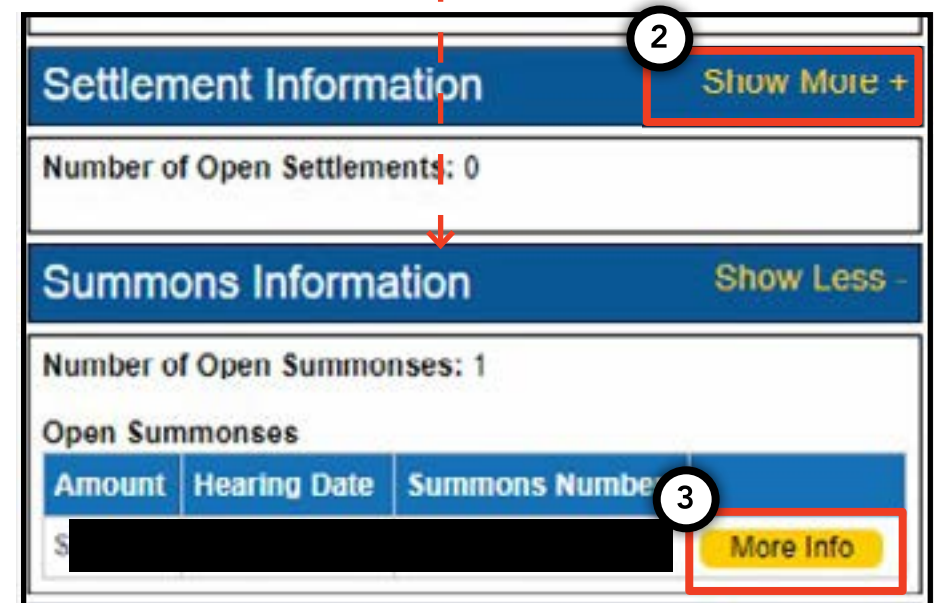 2
Settlement Information Show More +
Number of Open Settlements: 0
Summons Information Show Less -
Number of Open Summonses: 1
Open Summonses
Amount Hearing Date Summons Number
3
$ More Info